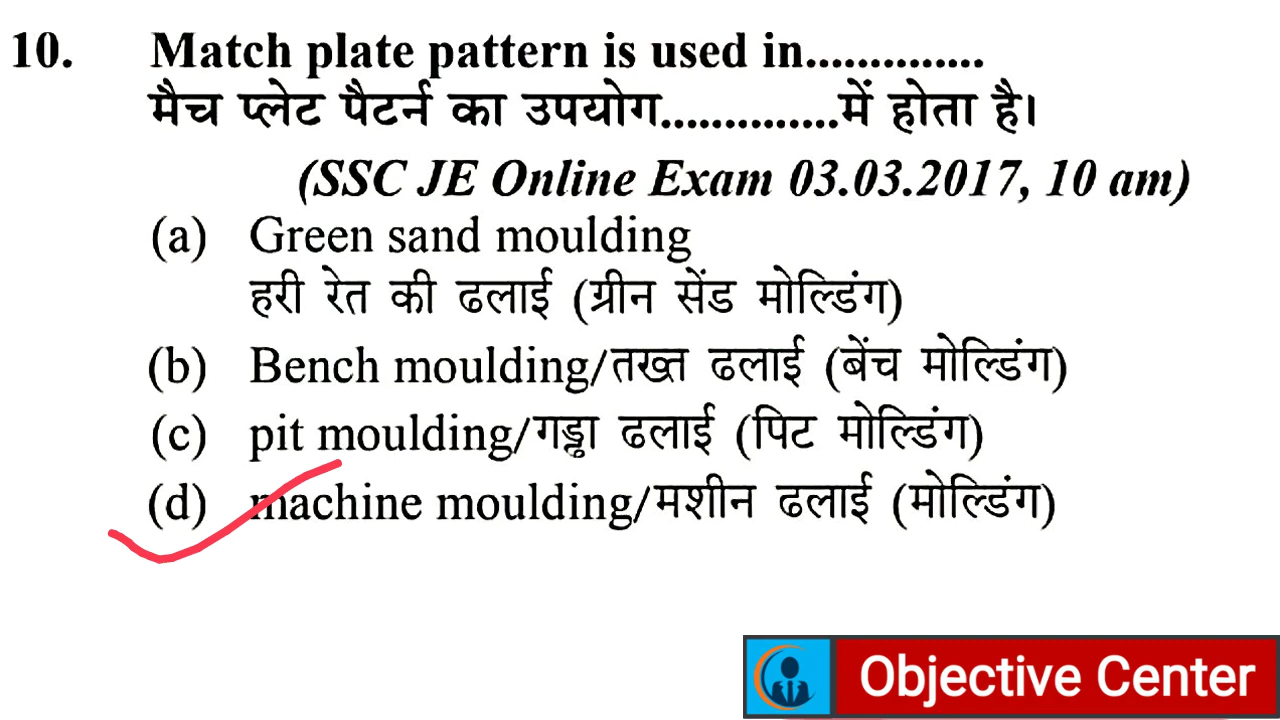 10. Match plate pattern is used in..............
मैच प्लेट पैटर्न का उपयोग..............में होता है।
(SSC JE Online Exam 03.03.2017, 10 am)
(a) Green sand moulding
हरी रेत की ढलाई (ग्रीन सेंड मोल्डिंग)
(b) Bench moulding/तख्त ढलाई (बेंच मोल्डिंग)
(c) pit moulding/गड्ढा ढलाई (पिट मोल्डिंग)
(d) machine moulding/मशीन ढलाई (मोल्डिंग)
Objective Center